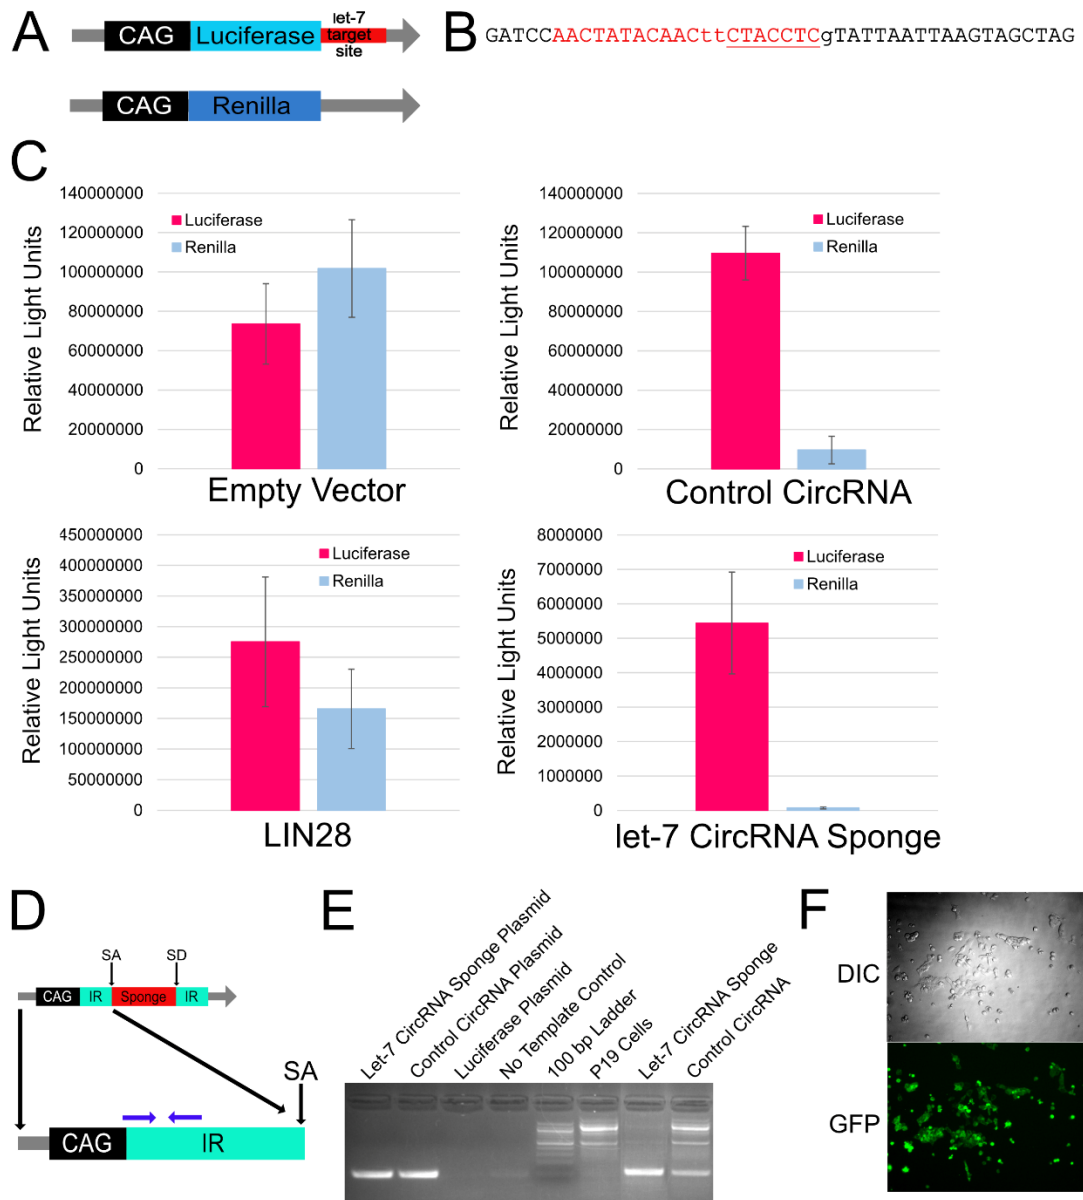 A
CAG Luciferase let-7 target site
CAG Renilla
B
GATCCAACTATACAACttCTACCTCgTATTAATTAAGTAGCTAG
C
Relative Light Units
140000000
120000000
100000000
80000000
60000000
40000000
20000000
0
Luciferase
Renilla
Empty Vector
Relative Light Units
140000000
120000000
100000000
80000000
60000000
40000000
20000000
0
Luciferase
Renilla
Control CircRNA
Relative Light Units
450000000
400000000
350000000
300000000
250000000
200000000
150000000
100000000
50000000
0
Luciferase
Renilla
LIN28
Relative Light Units
8000000
7000000
6000000
5000000
4000000
3000000
2000000
1000000
0
Luciferase
Renilla
let-7 CircRNA Sponge
D
SA SD
CAG IR Sponge IR
SA
CAG IR
E
Let-7 CircRNA Sponge Plasmid
Control CircRNA Plasmid
Luciferase Plasmid
No Template Control
100 bp Ladder
P19 Cells
Let-7 CircRNA Sponge
Control CircRNA
F
DIC
GFP